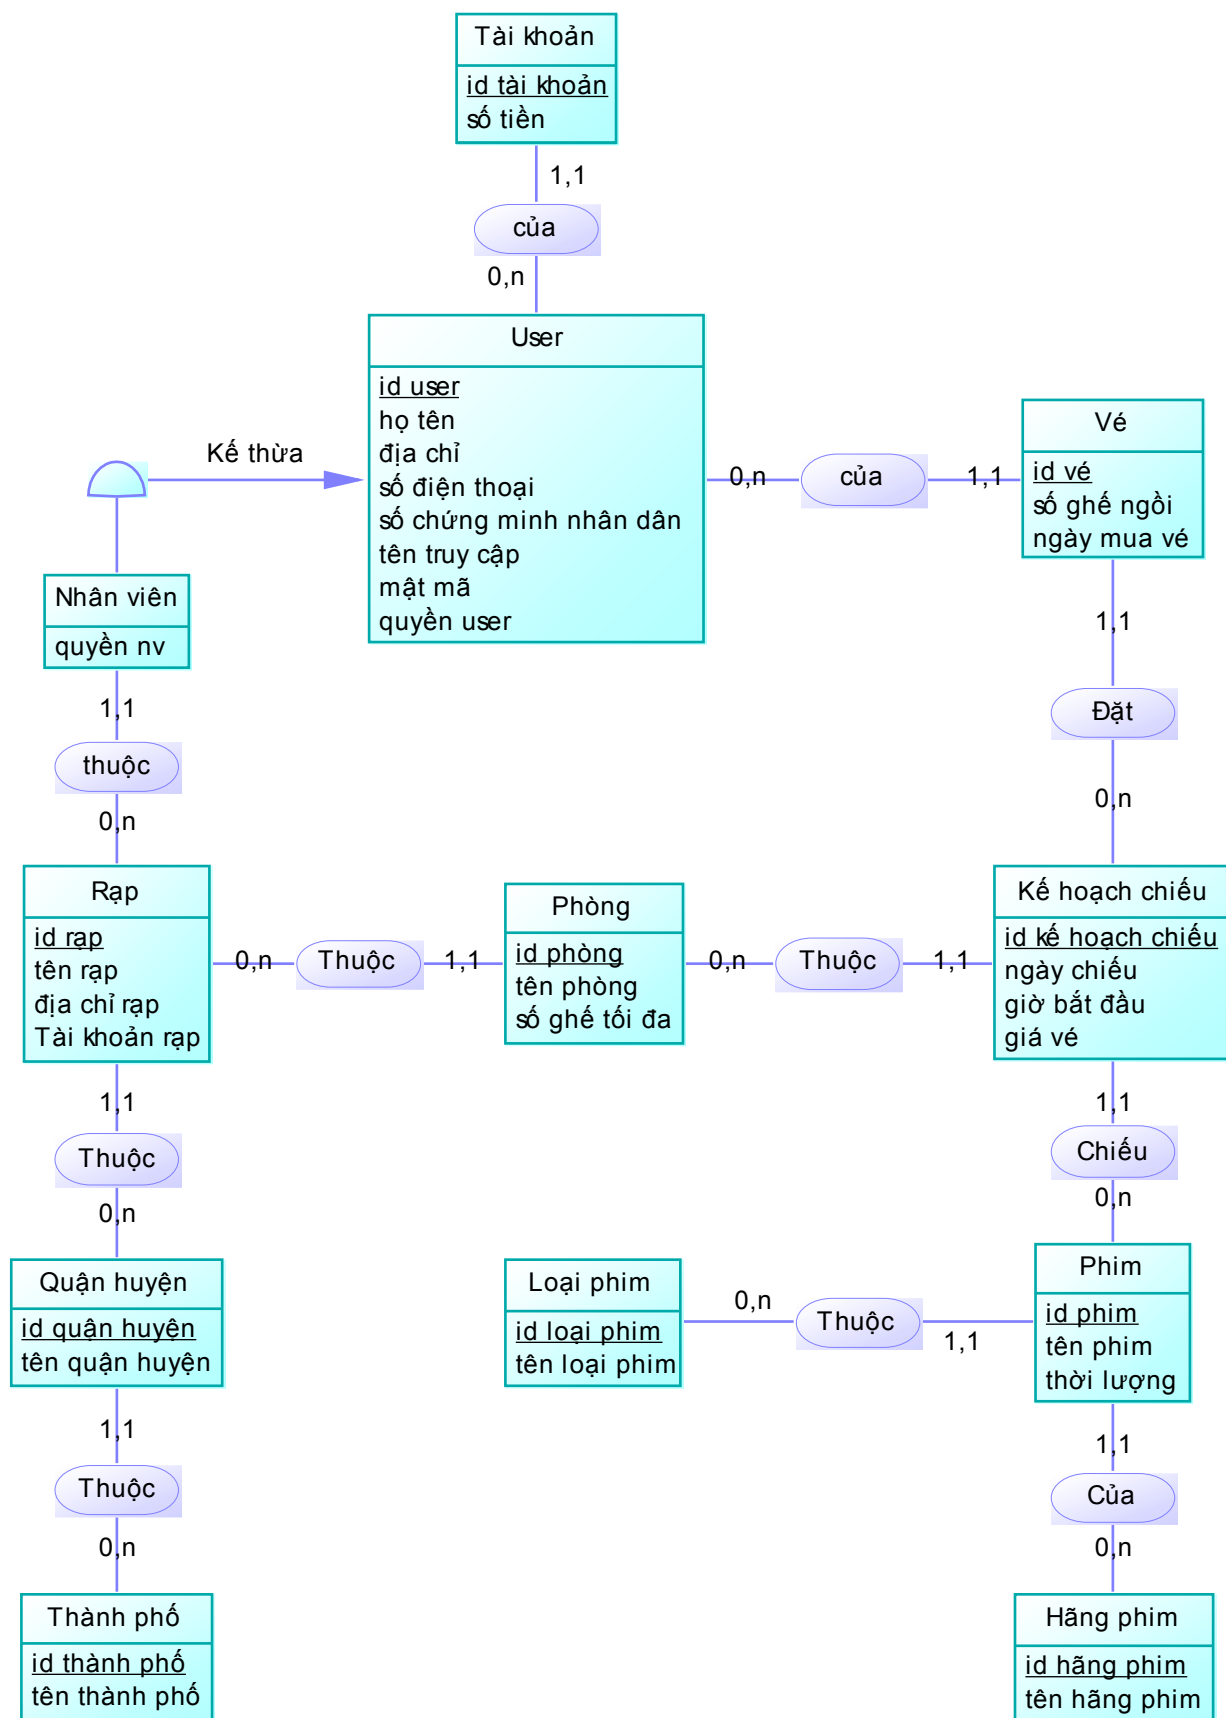 Tài khoản
id tài khoản
số tiền
1,1
của
0,n
User
id user
họ tên
địa chỉ
số điện thoại
số chứng minh nhân dân
tên truy cập
mật mã
quyền user
Kế thừa
0,n
của
1,1
Vé
id vé
số ghế ngồi
ngày mua vé
Nhân viên
quyền nv
1,1
thuộc
0,n
1,1
Đặt
0,n
Rạp
id rạp
tên rạp
địa chỉ rạp
Tài khoản rạp
0,n
Thuộc
1,1
Phòng
id phòng
tên phòng
số ghế tối đa
0,n
Thuộc
1,1
Kế hoạch chiếu
id kế hoạch chiếu
ngày chiếu
giờ bắt đầu
giá vé
1,1
Thuộc
0,n
1,1
Chiếu
0,n
Quận huyện
id quận huyện
tên quận huyện
Loại phim
id loại phim
tên loại phim
0,n
Thuộc
1,1
Phim
id phim
tên phim
thời lượng
1,1
Thuộc
0,n
1,1
Của
0,n
Thành phố
id thành phố
tên thành phố
Hãng phim
id hãng phim
tên hãng phim